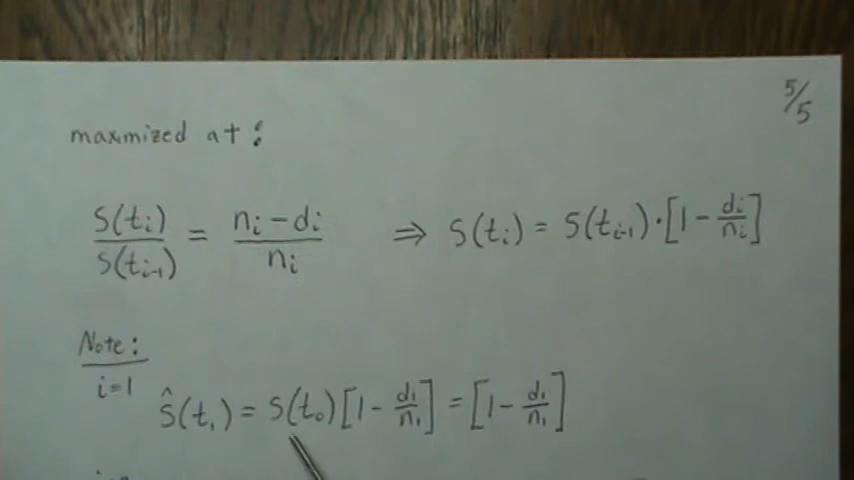 5/5
maximized at:
S(tᵢ)/S(tᵢ₋₁) = nᵢ - dᵢ/nᵢ ⇒ S(tᵢ) = S(tᵢ₋₁)·[1 - dᵢ/nᵢ]
Note:
i=1
Ŝ(t₁) = S(t₀)[1 - d₁/n₁] = [1 - d₁/n₁]